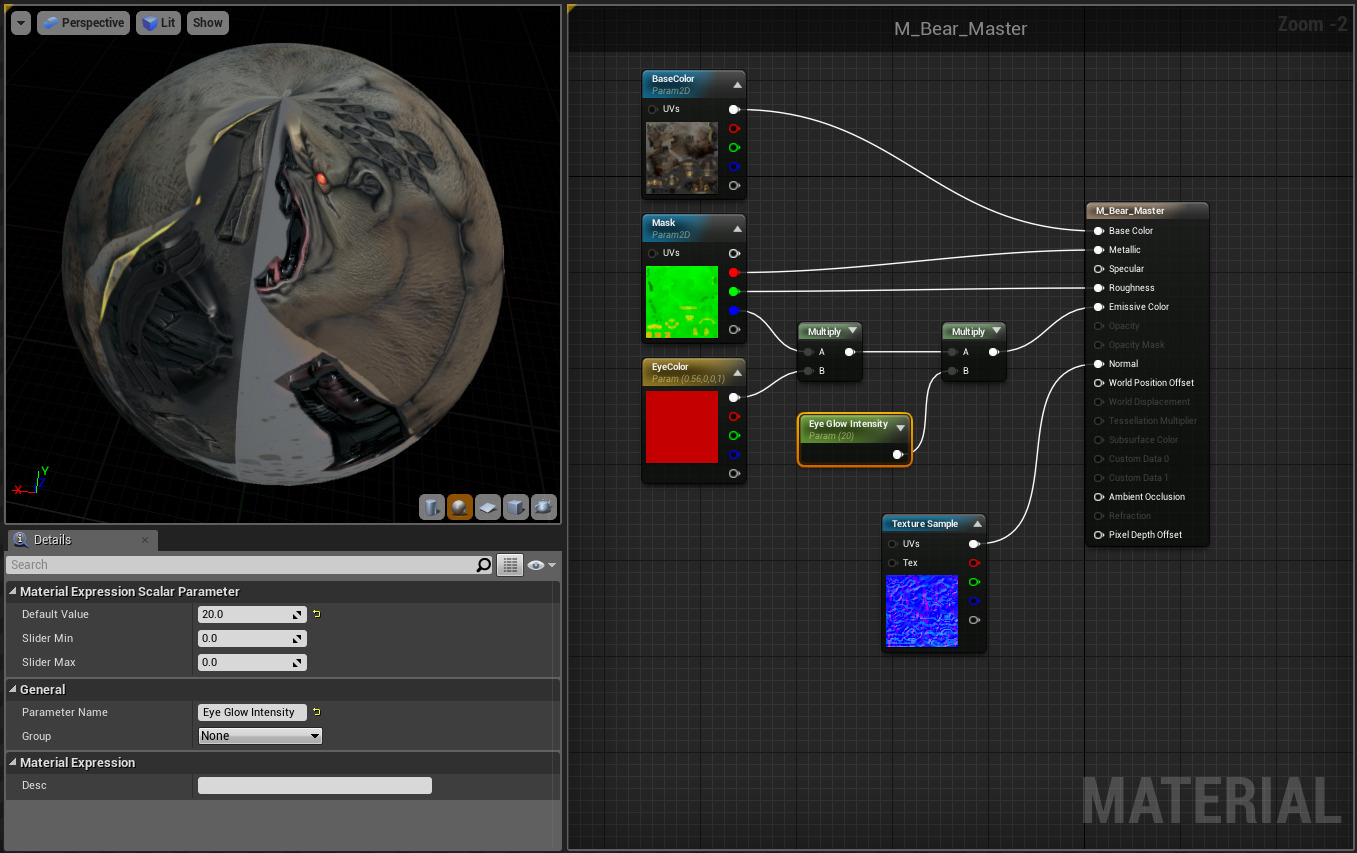 Perspective
Lit
Show
X
Y
Z
Details
Search
Material Expression Scalar Parameter
Default Value
20.0
Slider Min
0.0
Slider Max
0.0
General
Parameter Name
Eye Glow Intensity
Group
None
Material Expression
Desc
M_Bear_Master
Zoom -2
BaseColor
Param2D
UVs
Mask
Param2D
UVs
EyeColor
Param (0.56,0,0,1)
Multiply
A
B
Multiply
A
B
Eye Glow Intensity
Param (20)
Texture Sample
UVs
Tex
M_Bear_Master
Base Color
Metallic
Specular
Roughness
Emissive Color
Opacity
Opacity Mask
Normal
World Position Offset
World Displacement
Tessellation Multiplier
Subsurface Color
Custom Data 0
Custom Data 1
Ambient Occlusion
Refraction
Pixel Depth Offset
MATERIAL